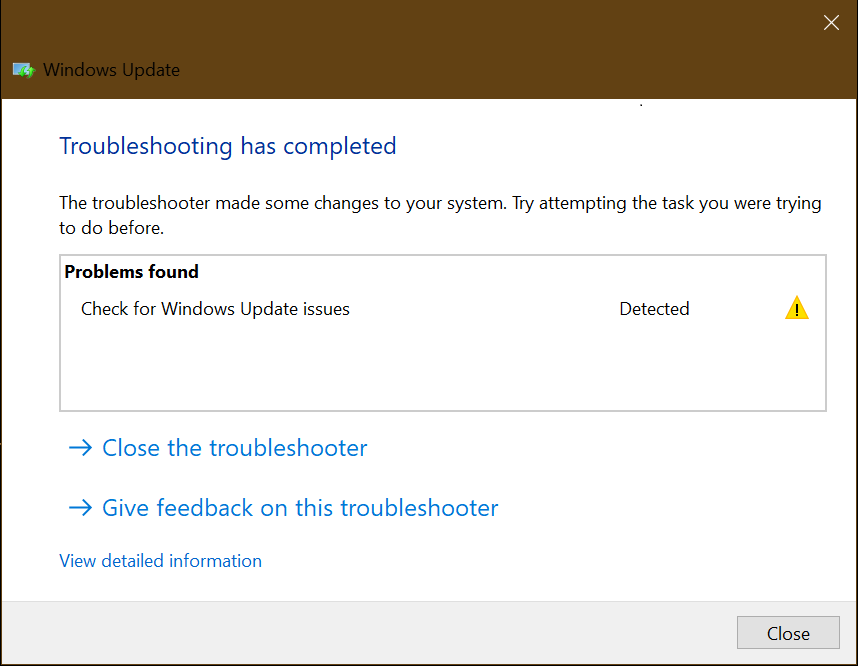 Windows Update
Troubleshooting has completed
The troubleshooter made some changes to your system. Try attempting the task you were trying
to do before.
Problems found
Check for Windows Update issues Detected
Close the troubleshooter
Give feedback on this troubleshooter
View detailed information
Close